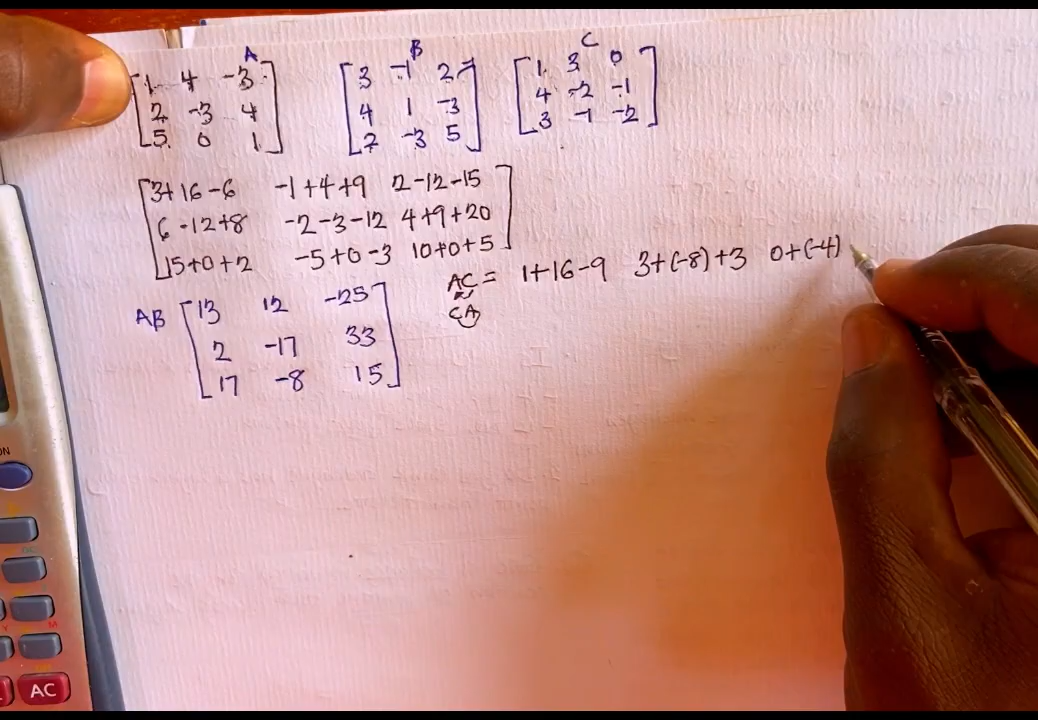 A B C
1 4 -3 3 -1 2 1 3 0
2 -3 4 4 1 -3 4 -2 -1
5 0 1 2 -3 5 3 -1 -2
3+16-6 -1+4+9 2-12-15
6-12+8 -2-3-12 4+9+20
15+0+2 -5+0-3 10+0+5
AC = 1+16-9 3+(-8)+3 0+(-4)
CA
AB 13 12 -25
2 -17 33
17 -8 15
ON
M
AC